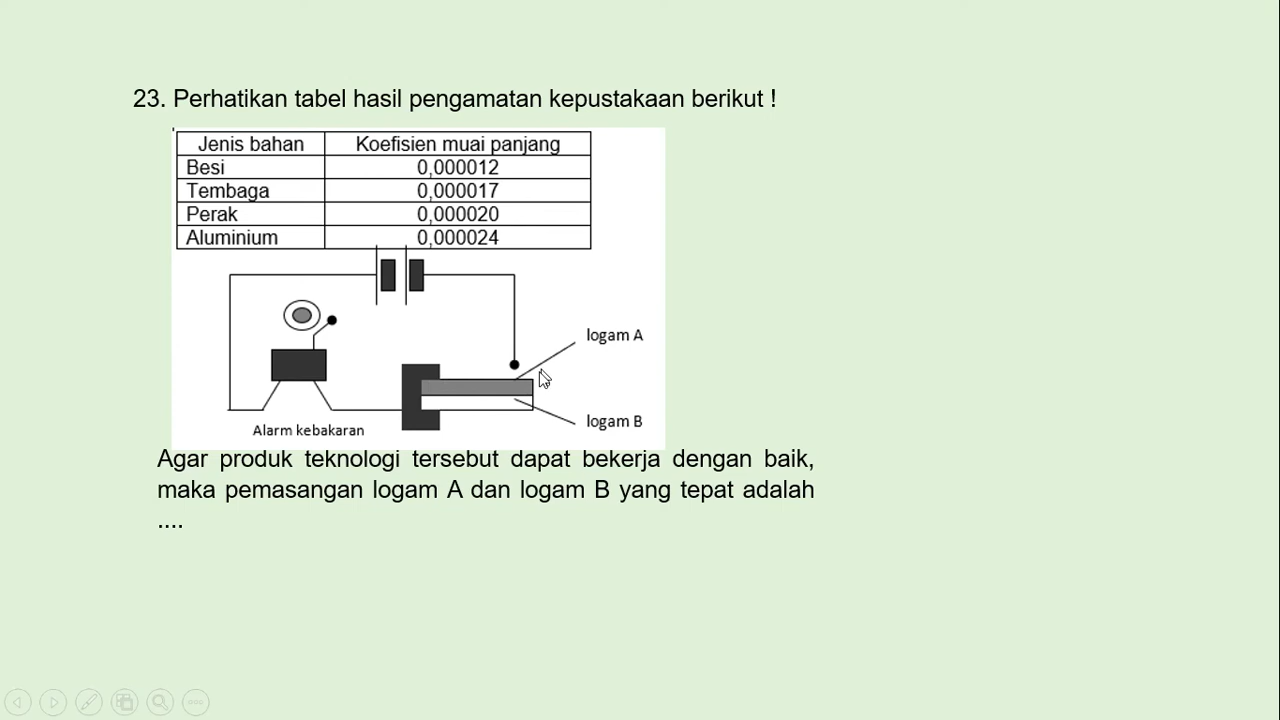 23. Perhatikan tabel hasil pengamatan kepustakaan berikut !
Jenis bahan Koefisien muai panjang
Besi 0,000012
Tembaga 0,000017
Perak 0,000020
Aluminium 0,000024
logam A
logam B
Alarm kebakaran
Agar produk teknologi tersebut dapat bekerja dengan baik,
maka pemasangan logam A dan logam B yang tepat adalah
....